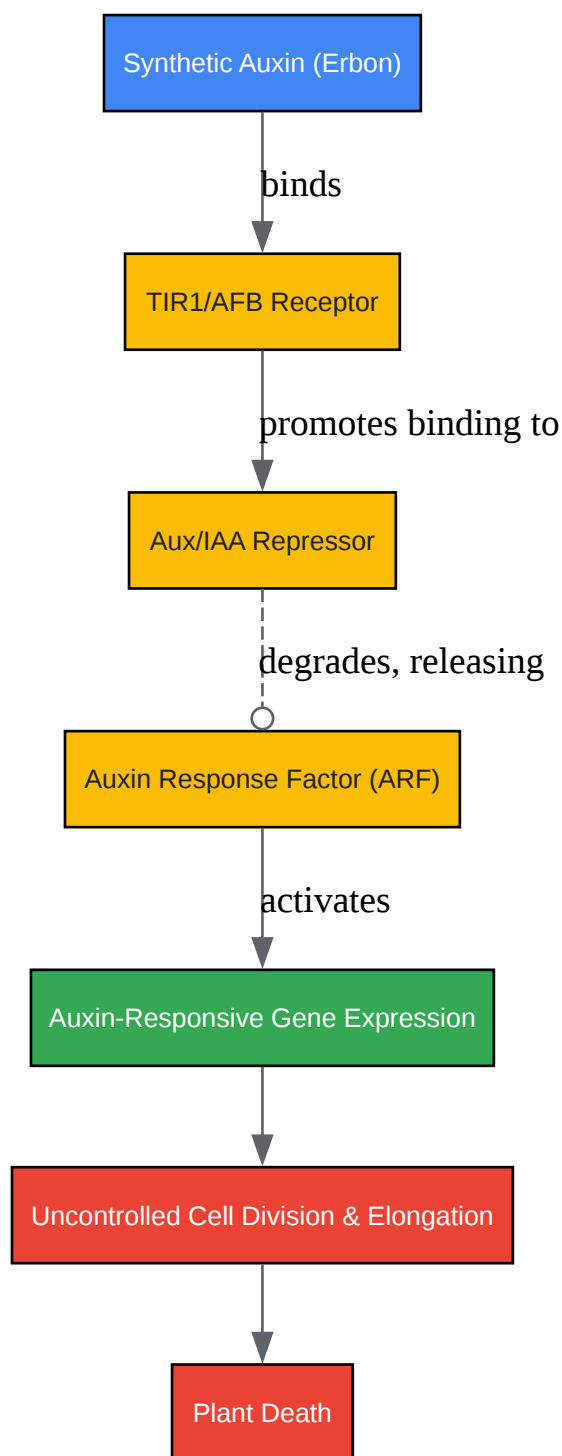 Synthetic Auxin (Erbon)
binds
TIR1/AFB Receptor
promotes binding to
Aux/IAA Repressor
degrades, releasing
Auxin Response Factor (ARF)
activates
Auxin-Responsive Gene Expression
Uncontrolled Cell Division & Elongation
Plant Death